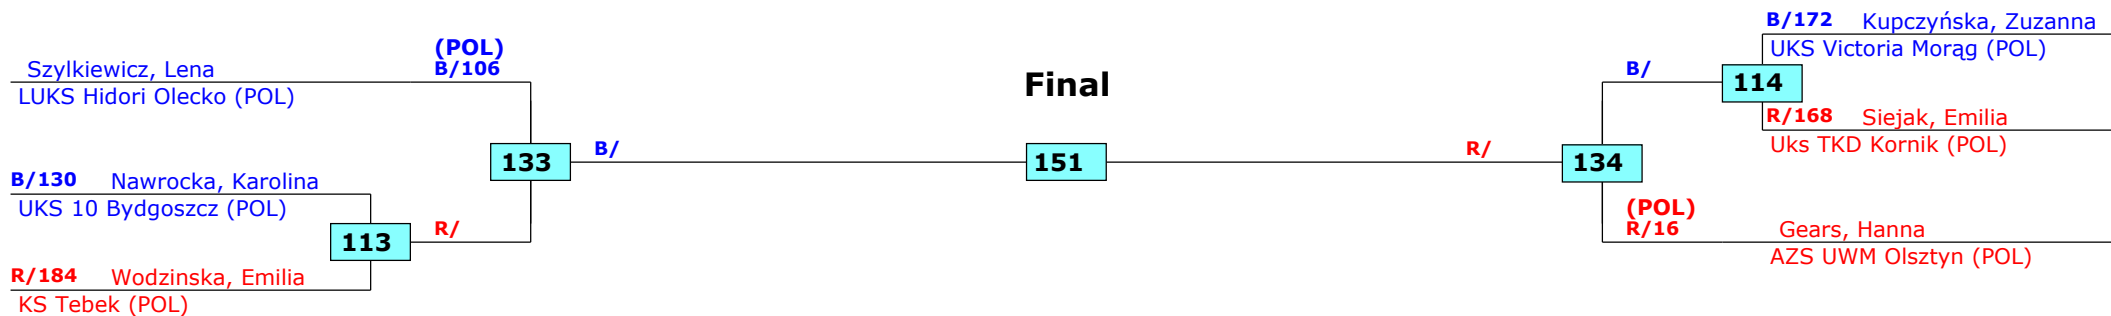 (POL)
Szylkiewicz, Lena B/106
LUKS Hidori Olecko (POL)
133
B/130 Nawrocka, Karolina
UKS 10 Bydgoszcz (POL)
113
R/
R/184 Wodzinska, Emilia
KS Tebek (POL)
B/
Final
151
R/
134
B/
B/172 Kupczyńska, Zuzanna
UKS Victoria Morąg (POL)
114
R/168 Siejak, Emilia
Uks TKD Kornik (POL)
(POL)
R/16 Gears, Hanna
AZS UWM Olsztyn (POL)